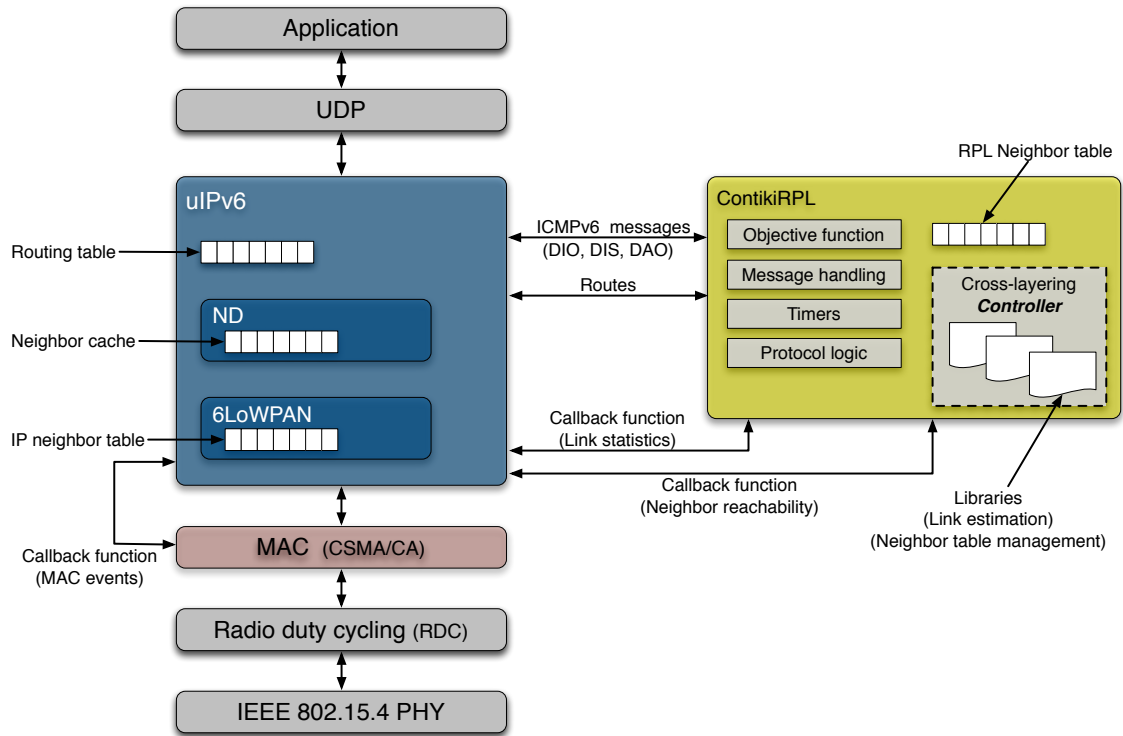 Application
UDP
RPL Neighbor table
uIPv6
ContikiRPL
ICMPv6 messages
(DIO, DIS, DAO)
Objective function
Routing table
Message handling
Cross-layering
Controller
Routes
ND
Timers
Neighbor cache
Protocol logic
6LoWPAN
IP neighbor table
Callback function
(Link statistics)
Callback function
(Neighbor reachability)
Libraries
(Link estimation)
(Neighbor table management)
MAC (CSMA/CA)
Callback function
(MAC events)
Radio duty cycling (RDC)
IEEE 802.15.4 PHY